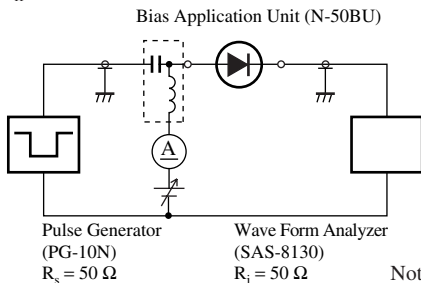 Bias Application Unit (N-50BU)
A
Pulse Generator
(PG-10N)
Rs = 50 Ω
Wave Form Analyzer
(SAS-8130)
Ri = 50 Ω
Not